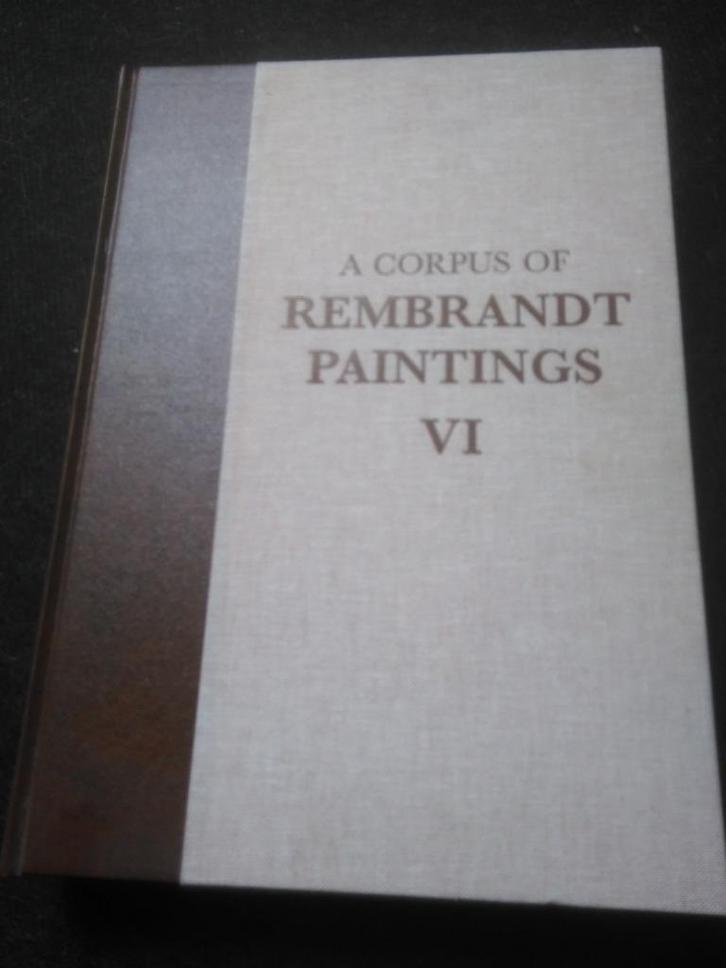 A CORPUS OF
REMBRANDT
PAINTINGS
VI